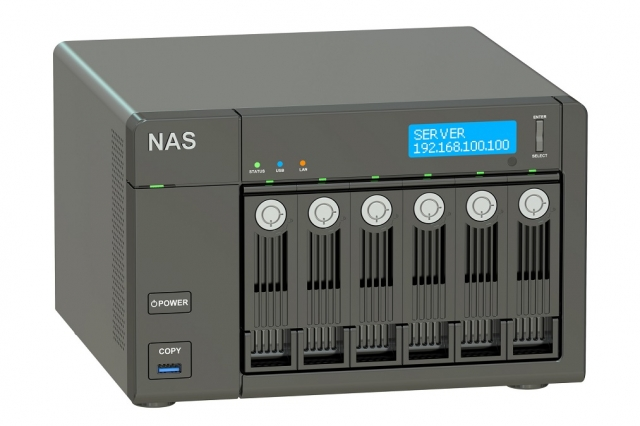 NAS
SERVER
192.168.100.100
ENTER
SELECT
STATUS USB LAN
POWER
COPY